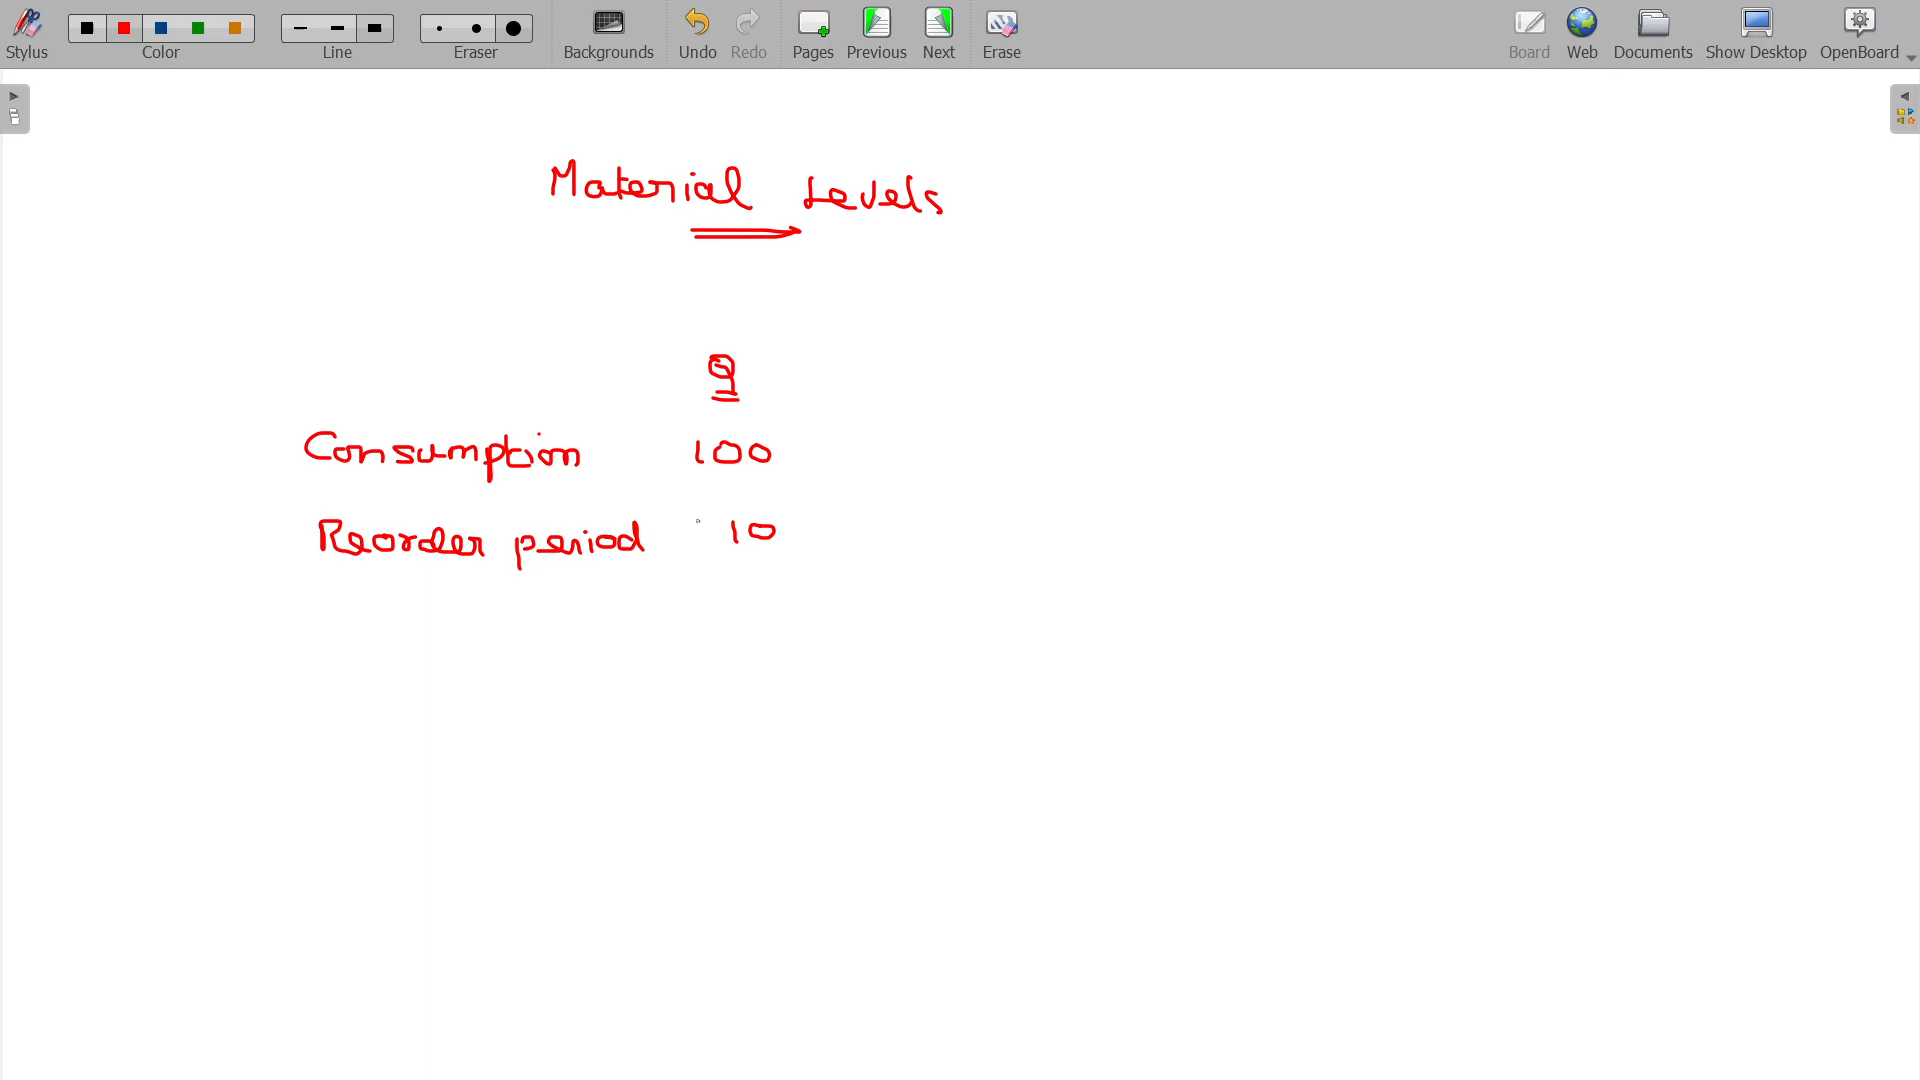 Stylus Color Line Eraser Backgrounds Undo Redo Pages Previous Next Erase Board Web Documents Show Desktop OpenBoard
Material Levels
Consumption 100
Reorder period 10